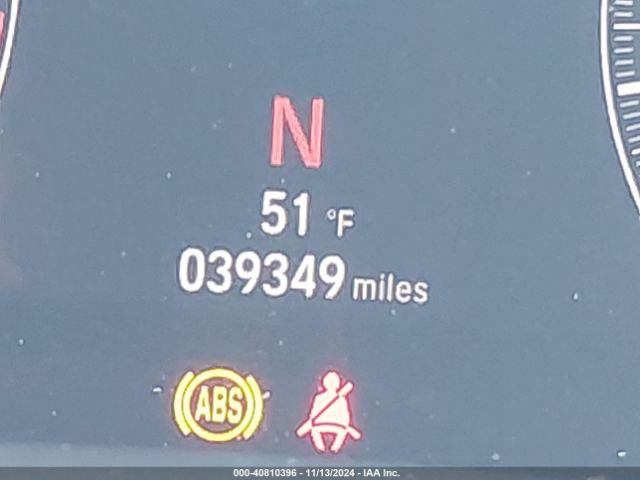 N
51 °F
039349 miles
ABS
000-40810396 - 11/13/2024 - IAA Inc.